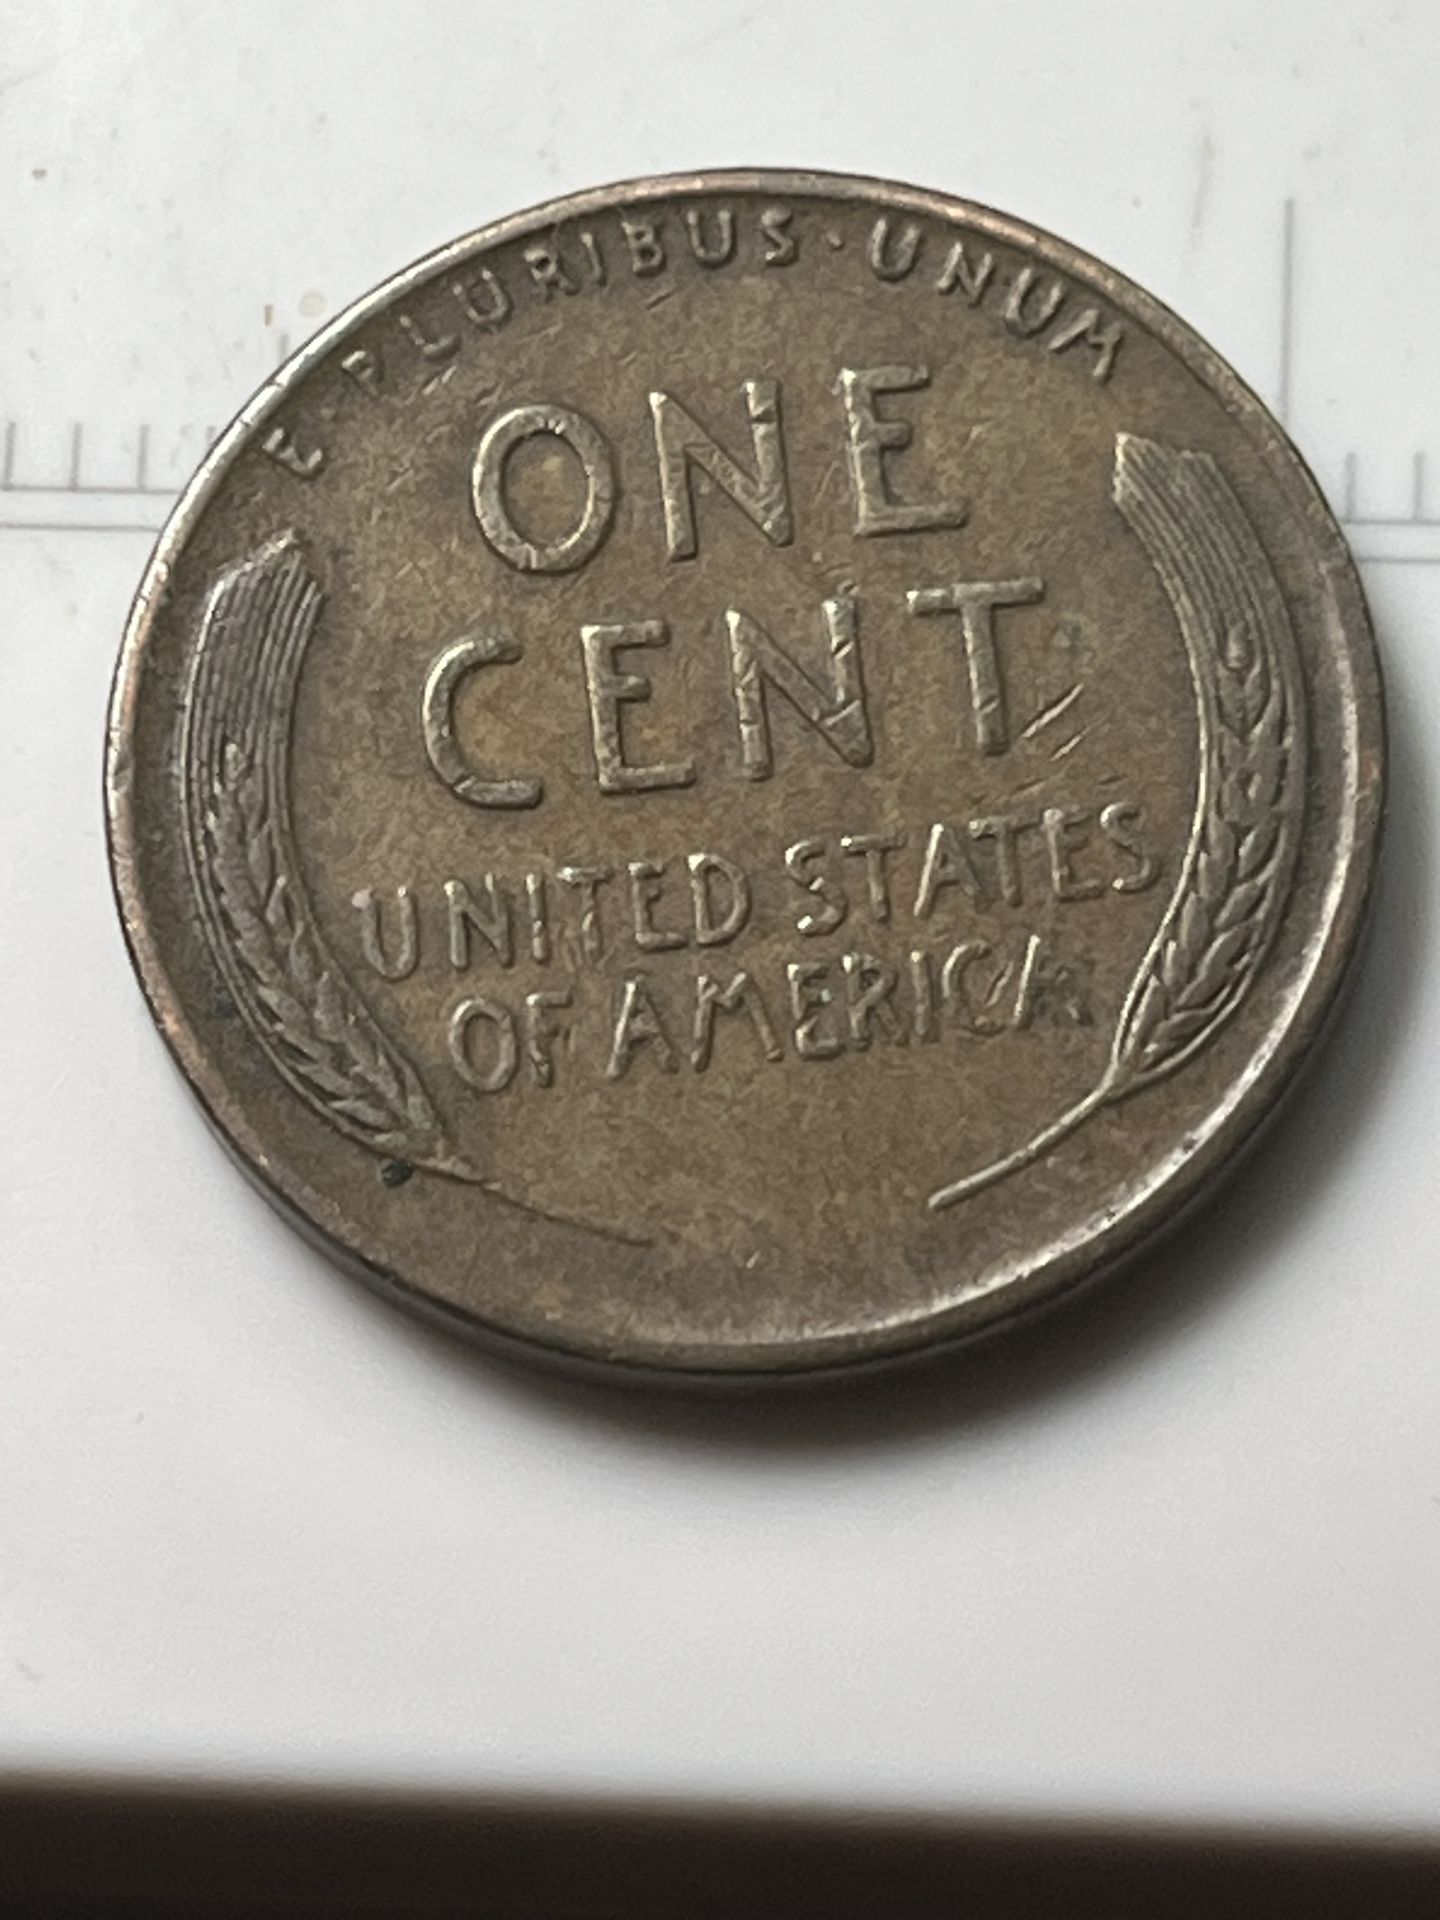 E·PLURIBUS·UNUM
ONE
CENT
UNITED STATES
OF AMERICA